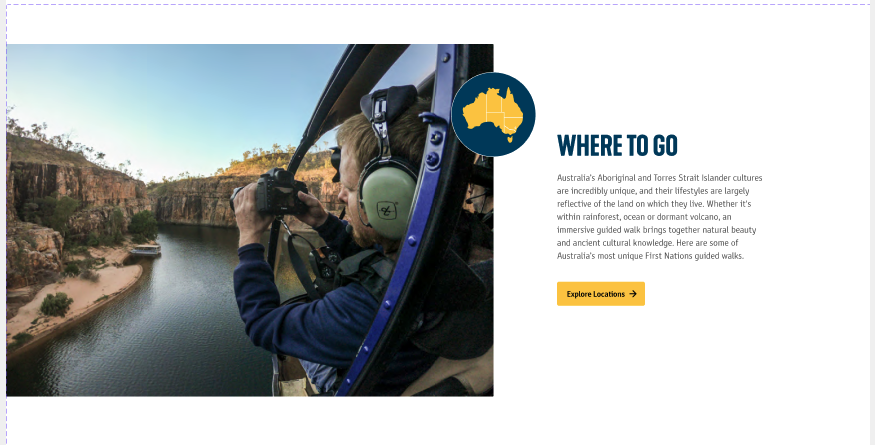 WHERE TO GO
Australia's Aboriginal and Torres Strait Islander cultures
are incredibly unique, and their lifestyles are largely
reflective of the land on which they live. Whether it's
within rainforest, ocean or dormant volcano, an
immersive guided walk brings together natural beauty
and ancient cultural knowledge. Here are some of
Australia's most unique First Nations guided walks.
Explore Locations